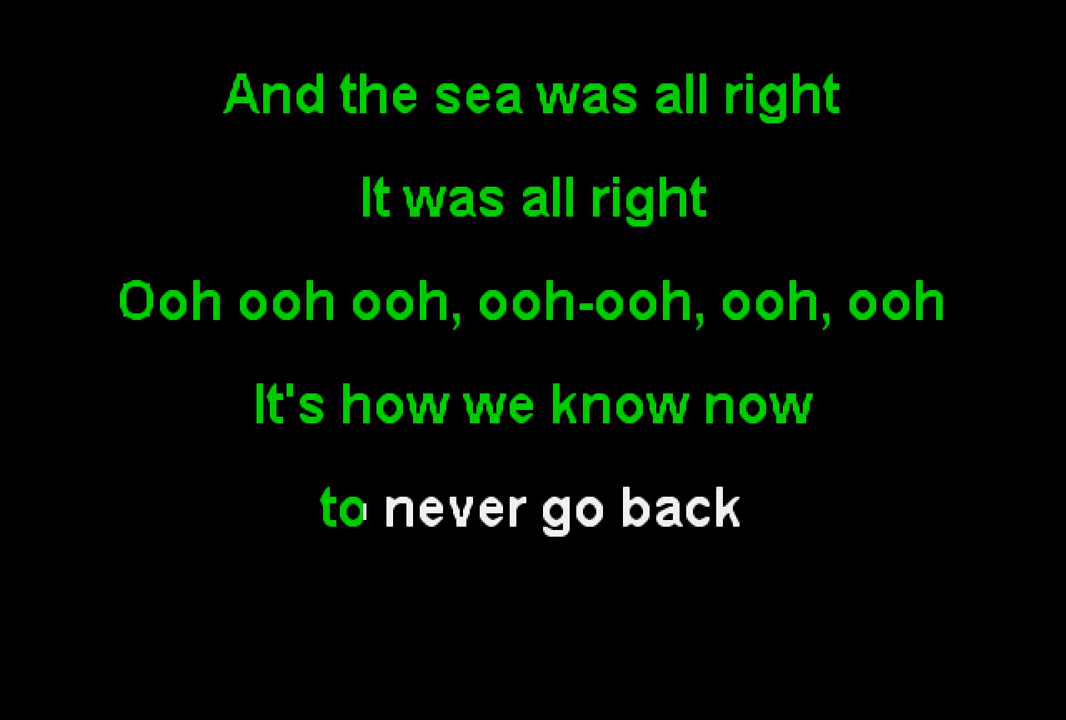 And the sea was all right
It was all right
Ooh ooh ooh, ooh-ooh, ooh, ooh
It's how we know now
to never go back